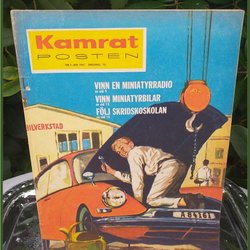 Kamrat
POSTEN
VINN EN MINIATYRRADIO
VINN MINIATYRBILAR
FÖLJ SKRIDSKOSKOLAN
BILVERKSTAD